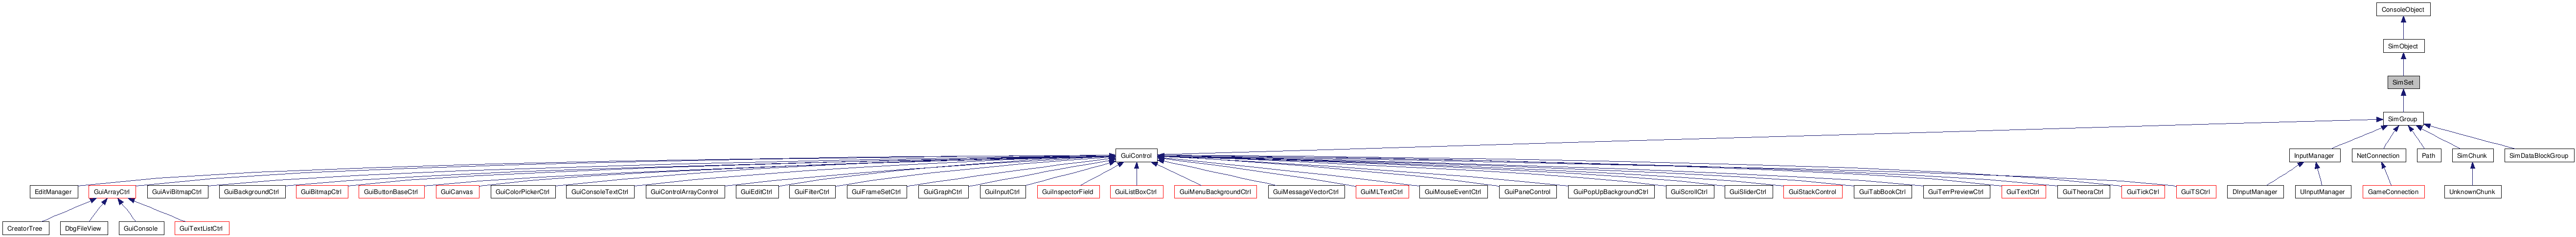 ConsoleObject
SimObject
SimSet
SimGroup
GuiControl
InputManager
NetConnection
Path
SimChunk
SimDataBlockGroup
EditManager
GuiArrayCtrl
GuiAviBitmapCtrl
GuiBackgroundCtrl
GuiBitmapCtrl
GuiButtonBaseCtrl
GuiCanvas
GuiColorPickerCtrl
GuiConsoleTextCtrl
GuiControlArrayControl
GuiEditCtrl
GuiFilterCtrl
GuiFrameSetCtrl
GuiGraphCtrl
GuiInputCtrl
GuiInspectorField
GuiListBoxCtrl
GuiMenuBackgroundCtrl
GuiMessageVectorCtrl
GuiMLTextCtrl
GuiMouseEventCtrl
GuiPaneControl
GuiPopUpBackgroundCtrl
GuiScrollCtrl
GuiSliderCtrl
GuiStackControl
GuiTabBookCtrl
GuiTerrPreviewCtrl
GuiTextCtrl
GuiTheoraCtrl
GuiTickCtrl
GuiTSCtrl
DInputManager
UInputManager
GameConnection
UnknownChunk
CreatorTree
DbgFileView
GuiConsole
GuiTextListCtrl